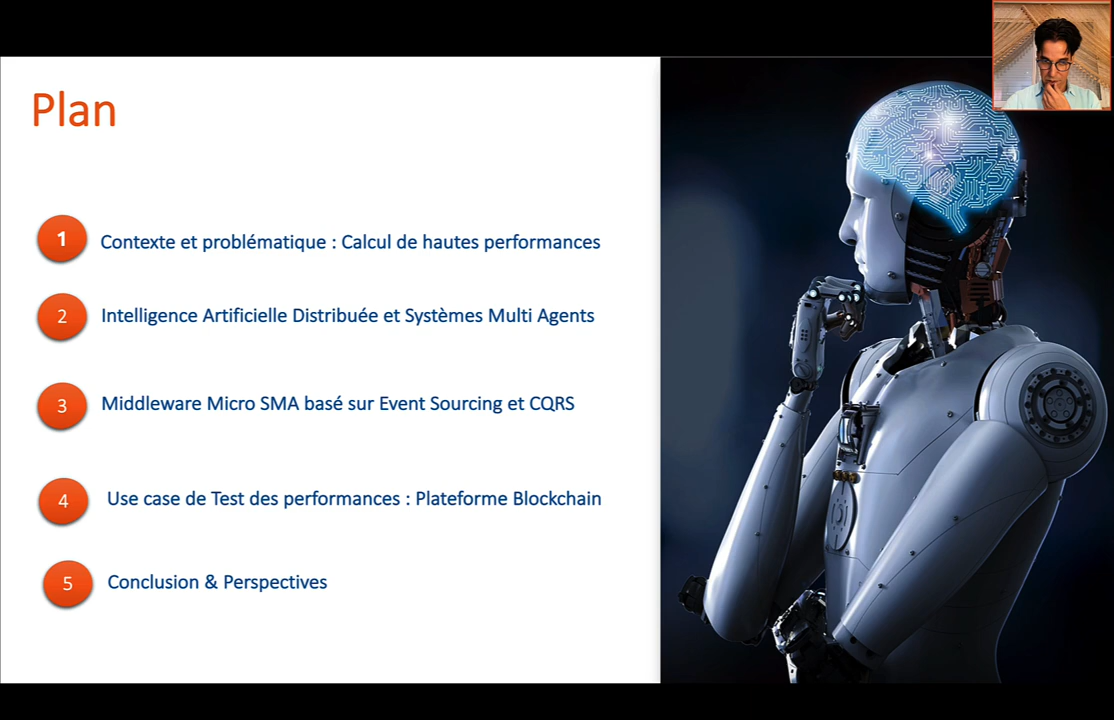 Plan
1 Contexte et problématique : Calcul de hautes performances
2 Intelligence Artificielle Distribuée et Systèmes Multi Agents
3 Middleware Micro SMA basé sur Event Sourcing et CQRS
4 Use case de Test des performances : Plateforme Blockchain
5 Conclusion & Perspectives